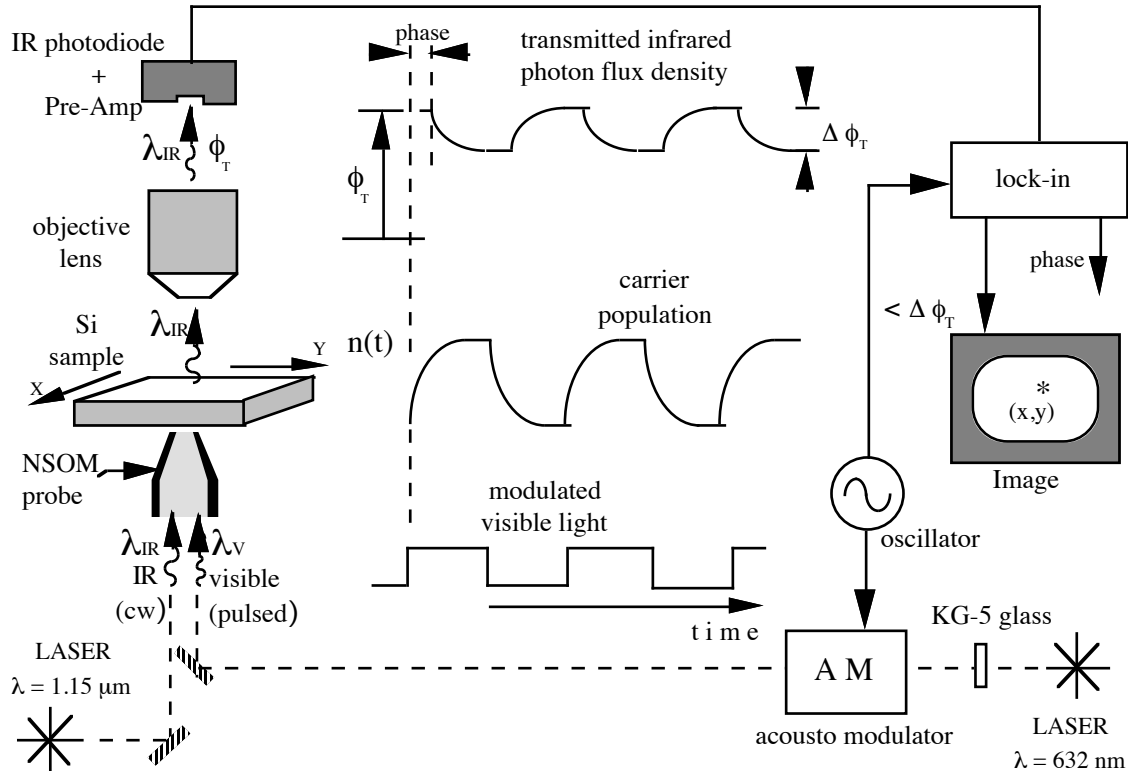 IR photodiode
+
Pre-Amp
λIR ϕT
objective
lens
λIR
Si
sample
X
Y
NSOM
probe
λIR
IR
(cw)
λV
visible
(pulsed)
LASER
λ = 1.15 µm
phase
transmitted infrared
photon flux density
ϕT
Δ ϕT
carrier
population
n(t)
modulated
visible light
time
lock-in
phase
< Δ ϕT
*
(x,y)
Image
oscillator
KG-5 glass
A M
acousto modulator
LASER
λ = 632 nm